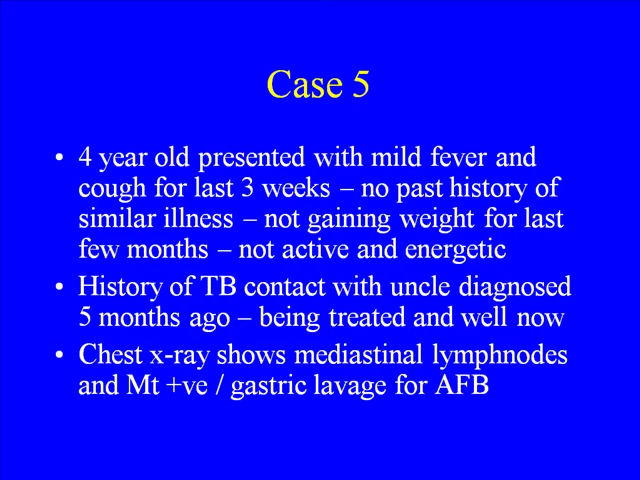 Case 5
• 4 year old presented with mild fever and
cough for last 3 weeks – no past history of
similar illness – not gaining weight for last
few months – not active and energetic
• History of TB contact with uncle diagnosed
5 months ago – being treated and well now
• Chest x-ray shows mediastinal lymphnodes
and Mt +ve / gastric lavage for AFB